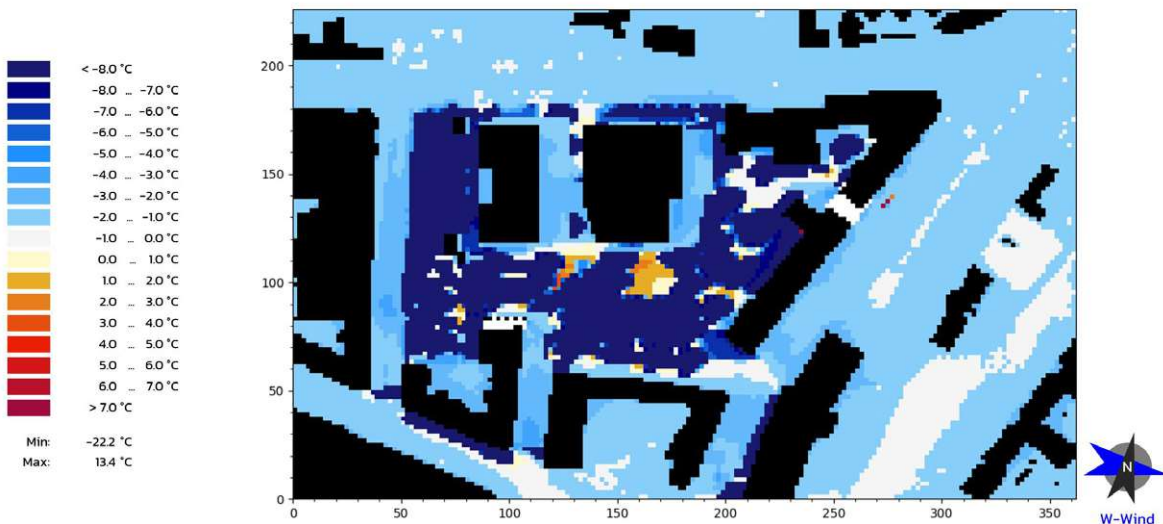 < -8.0 °C
-8.0 ... -7.0 °C
-7.0 ... -6.0 °C
-6.0 ... -5.0 °C
-5.0 ... -4.0 °C
-4.0 ... -3.0 °C
-3.0 ... -2.0 °C
-2.0 ... -1.0 °C
-1.0 ... 0.0 °C
0.0 ... 1.0 °C
1.0 ... 2.0 °C
2.0 ... 3.0 °C
3.0 ... 4.0 °C
4.0 ... 5.0 °C
5.0 ... 6.0 °C
6.0 ... 7.0 °C
> 7.0 °C
Min: -22.2 °C
Max: 13.4 °C
200
150
100
50
0
0 50 100 150 200 250 300 350
N
W-Wind